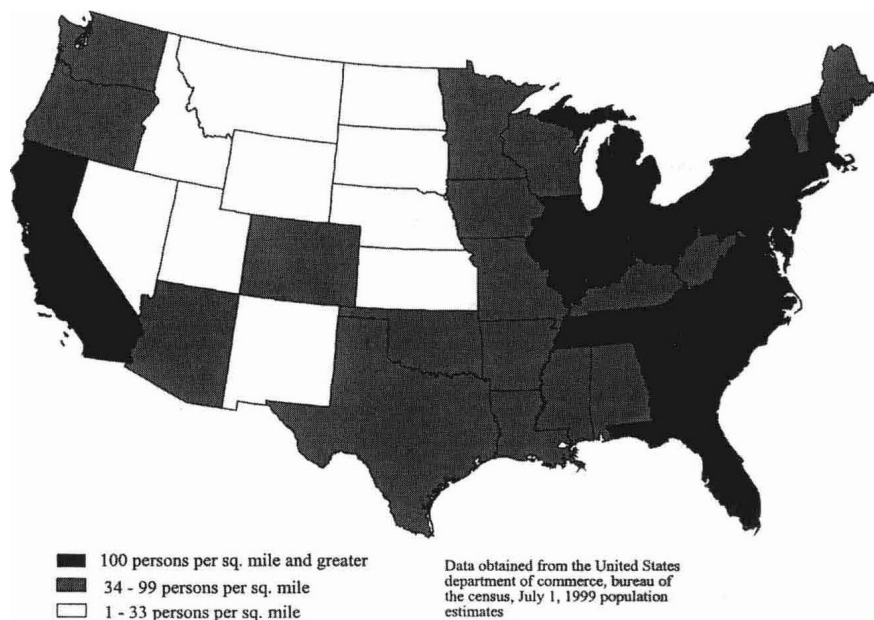 100 persons per sq. mile and greater
34 - 99 persons per sq. mile
1 - 33 persons per sq. mile
Data obtained from the United States
department of commerce, bureau of
the census, July 1, 1999 population
estimates